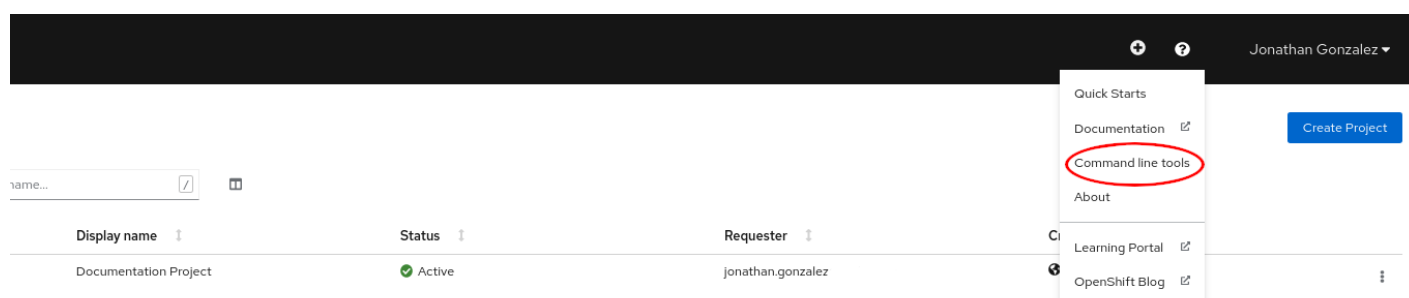 Jonathan Gonzalez
Quick Starts
Documentation
Create Project
Command line tools
name...
/
About
Display name
Status
Requester
Learning Portal
Documentation Project
Active
jonathan.gonzalez
OpenShift Blog